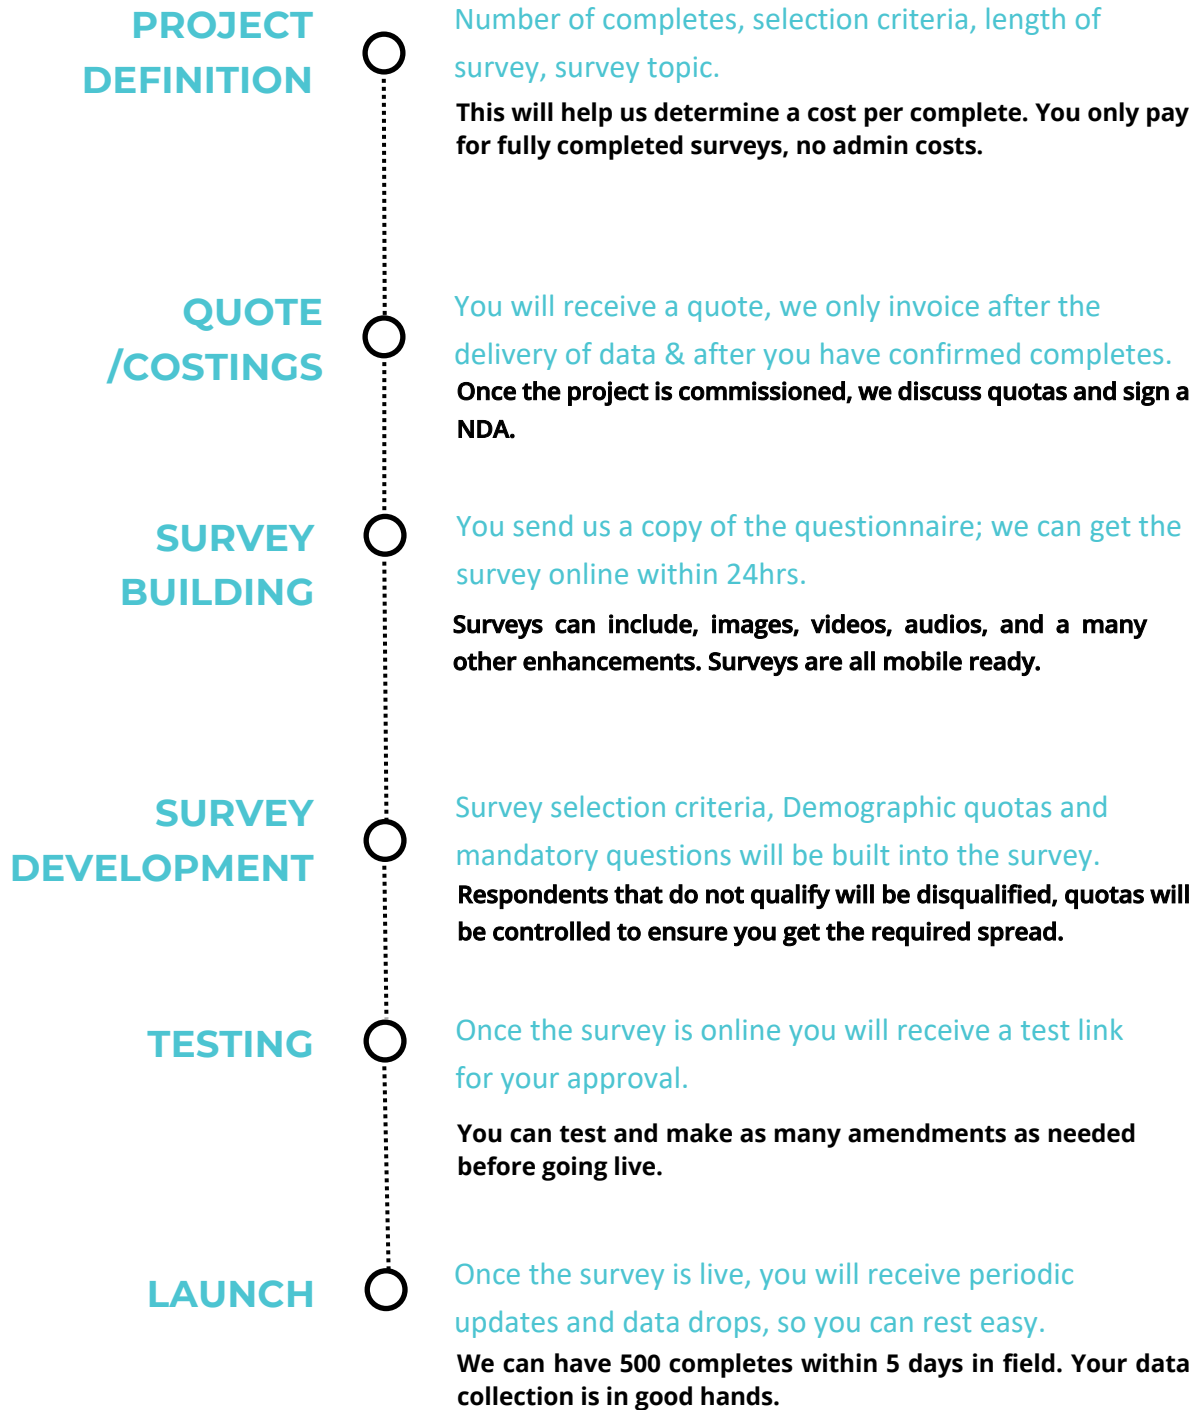 PROJECT
DEFINITION
Number of completes, selection criteria, length of
survey, survey topic.
This will help us determine a cost per complete. You only pay
for fully completed surveys, no admin costs.
QUOTE
/COSTINGS
You will receive a quote, we only invoice after the
delivery of data & after you have confirmed completes.
Once the project is commissioned, we discuss quotas and sign a
NDA.
SURVEY
BUILDING
You send us a copy of the questionnaire; we can get the
survey online within 24hrs.
Surveys can include, images, videos, audios, and a many
other enhancements. Surveys are all mobile ready.
SURVEY
DEVELOPMENT
Survey selection criteria, Demographic quotas and
mandatory questions will be built into the survey.
Respondents that do not qualify will be disqualified, quotas will
be controlled to ensure you get the required spread.
TESTING
Once the survey is online you will receive a test link
for your approval.
You can test and make as many amendments as needed
before going live.
LAUNCH
Once the survey is live, you will receive periodic
updates and data drops, so you can rest easy.
We can have 500 completes within 5 days in field. Your data
collection is in good hands.